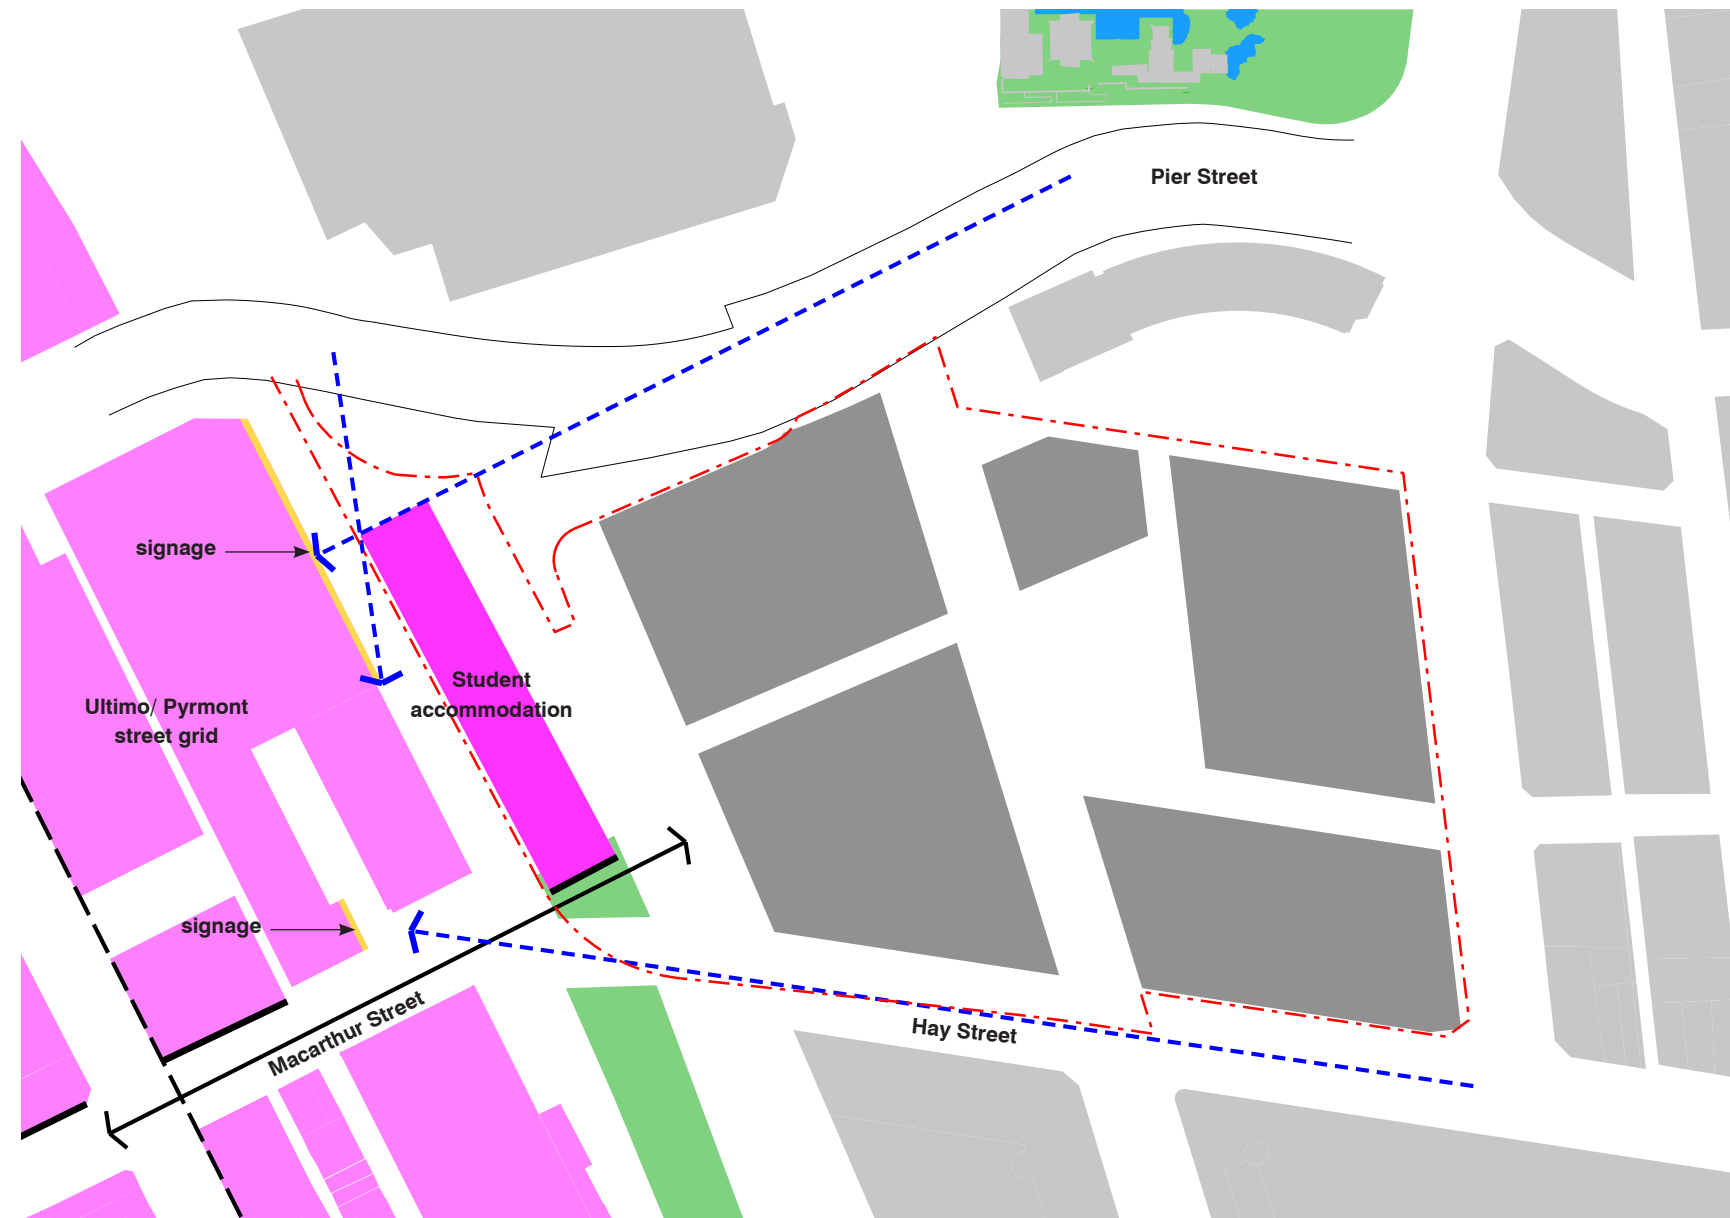 Pier Street
signage
Student
accommodation
Ultimo/ Pyrmont
street grid
signage
Macarthur Street
Hay Street